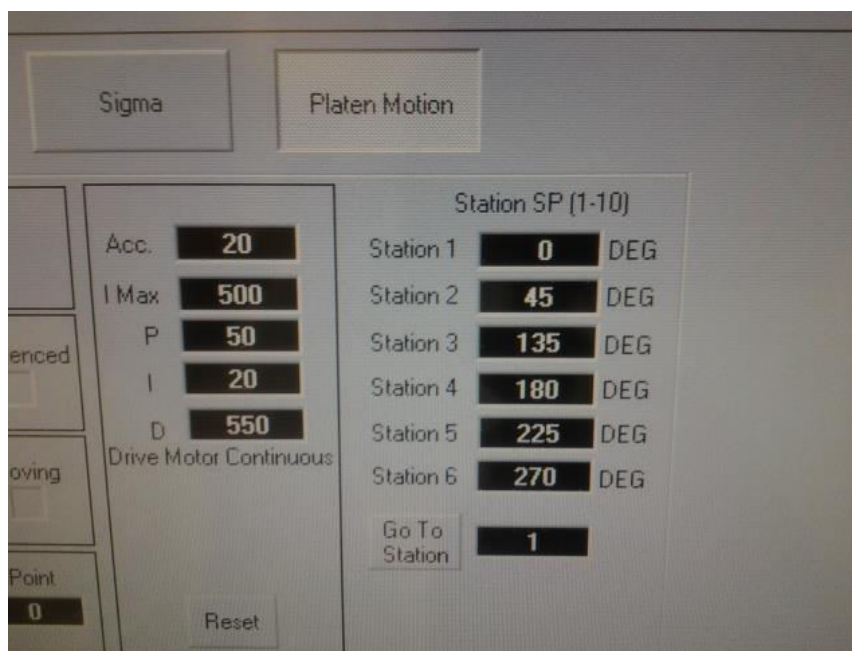 Sigma
Platen Motion
Station SP (1-10)
Acc. 20
I Max 500
P 50
I 20
D 550
Drive Motor Continuous
Reset
Station 1 0 DEG
Station 2 45 DEG
Station 3 135 DEG
Station 4 180 DEG
Station 5 225 DEG
Station 6 270 DEG
Go To
Station 1
enced
oving
Point
0